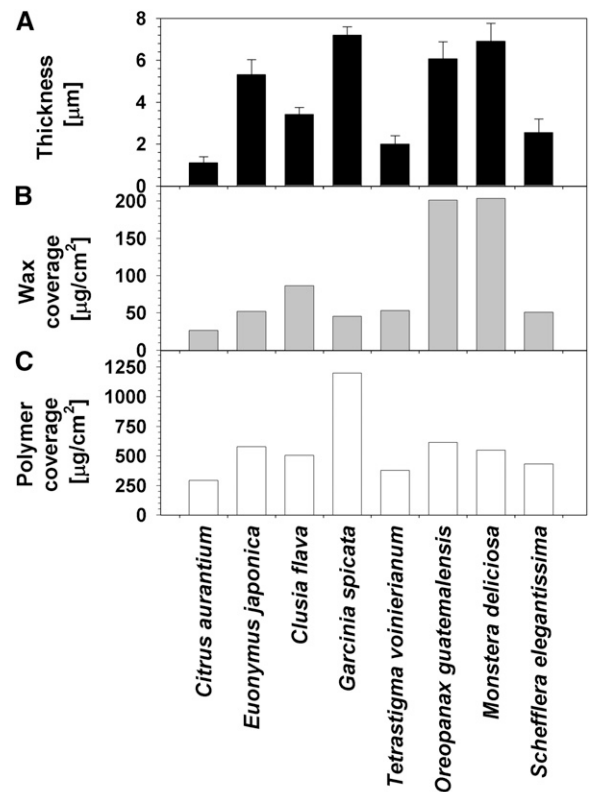 A
Thickness
[μm]
8
6
4
2
0
B
Wax
coverage
[μg/cm²]
200
150
100
50
0
C
Polymer
coverage
[μg/cm²]
1250
1000
750
500
250
0
Citrus aurantium
Euonymus japonica
Clusia flava
Garcinia spicata
Tetrastigma voinierianum
Oreopanax guatemalensis
Monstera deliciosa
Schefflera elegantissima